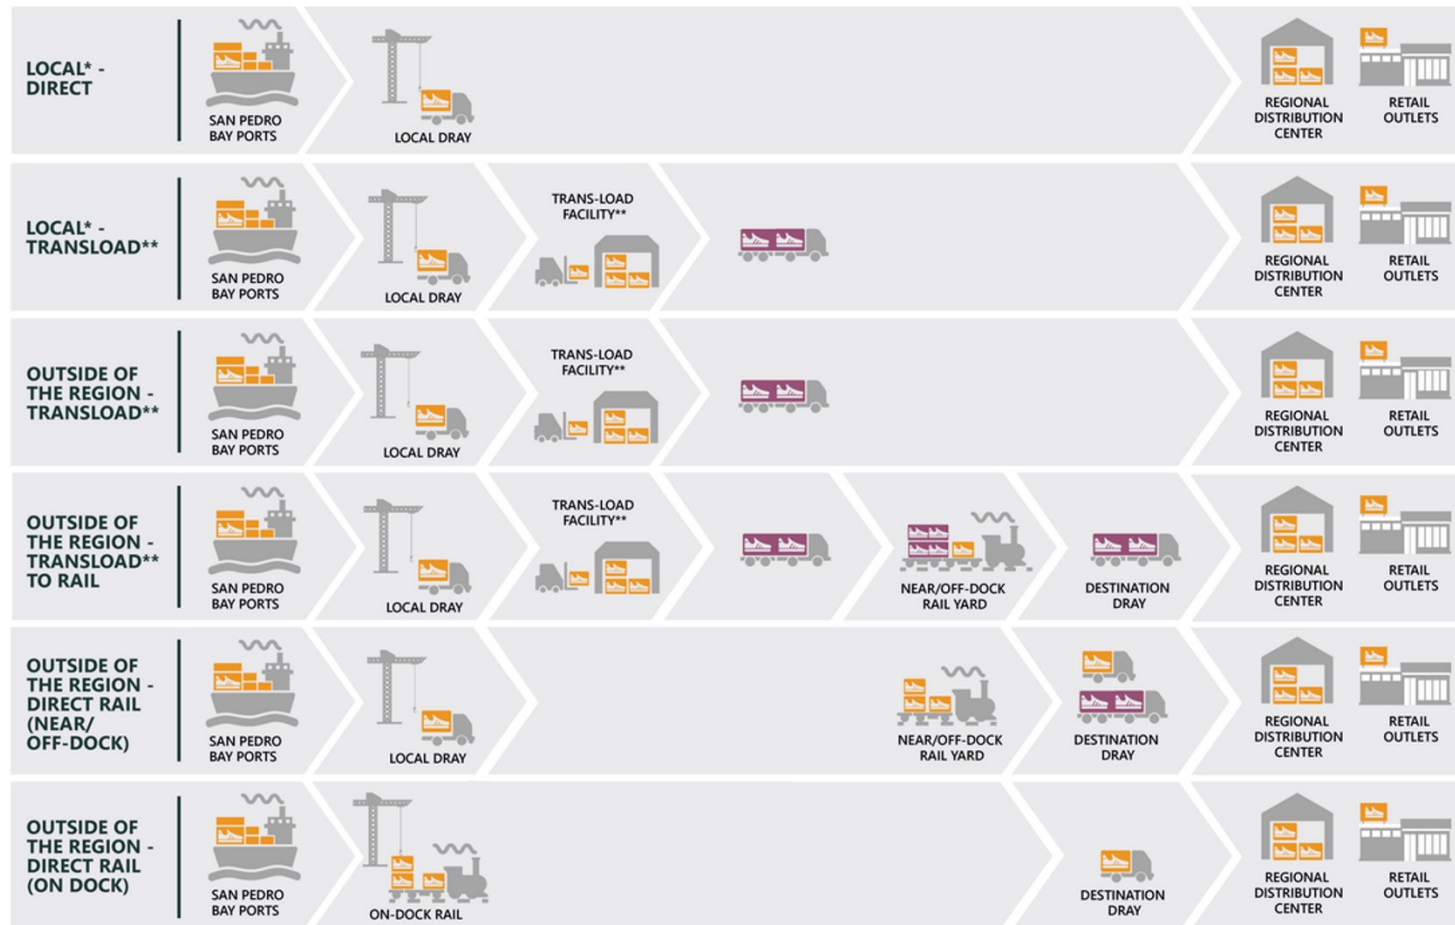 LOCAL* -
DIRECT
SAN PEDRO
BAY PORTS
LOCAL DRAY
REGIONAL
DISTRIBUTION
CENTER
RETAIL
OUTLETS
LOCAL* -
TRANSLOAD**
SAN PEDRO
BAY PORTS
LOCAL DRAY
TRANS-LOAD
FACILITY**
REGIONAL
DISTRIBUTION
CENTER
RETAIL
OUTLETS
OUTSIDE OF
THE REGION -
TRANSLOAD**
SAN PEDRO
BAY PORTS
LOCAL DRAY
TRANS-LOAD
FACILITY**
REGIONAL
DISTRIBUTION
CENTER
RETAIL
OUTLETS
OUTSIDE OF
THE REGION -
TRANSLOAD**
TO RAIL
SAN PEDRO
BAY PORTS
LOCAL DRAY
TRANS-LOAD
FACILITY**
NEAR/OFF-DOCK
RAIL YARD
DESTINATION
DRAY
REGIONAL
DISTRIBUTION
CENTER
RETAIL
OUTLETS
OUTSIDE OF
THE REGION -
DIRECT RAIL
(NEAR/
OFF-DOCK)
SAN PEDRO
BAY PORTS
LOCAL DRAY
NEAR/OFF-DOCK
RAIL YARD
DESTINATION
DRAY
REGIONAL
DISTRIBUTION
CENTER
RETAIL
OUTLETS
OUTSIDE OF
THE REGION -
DIRECT RAIL
(ON DOCK)
SAN PEDRO
BAY PORTS
ON-DOCK RAIL
DESTINATION
DRAY
REGIONAL
DISTRIBUTION
CENTER
RETAIL
OUTLETS